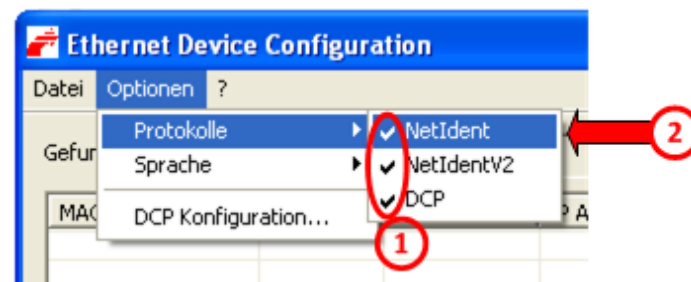 Ethernet Device Configuration
Datei Optionen ?
Protokolle NetIdent 2
Gefun Sprache NetIdentV2
DCP
MAC DCP Konfiguration... P A
1